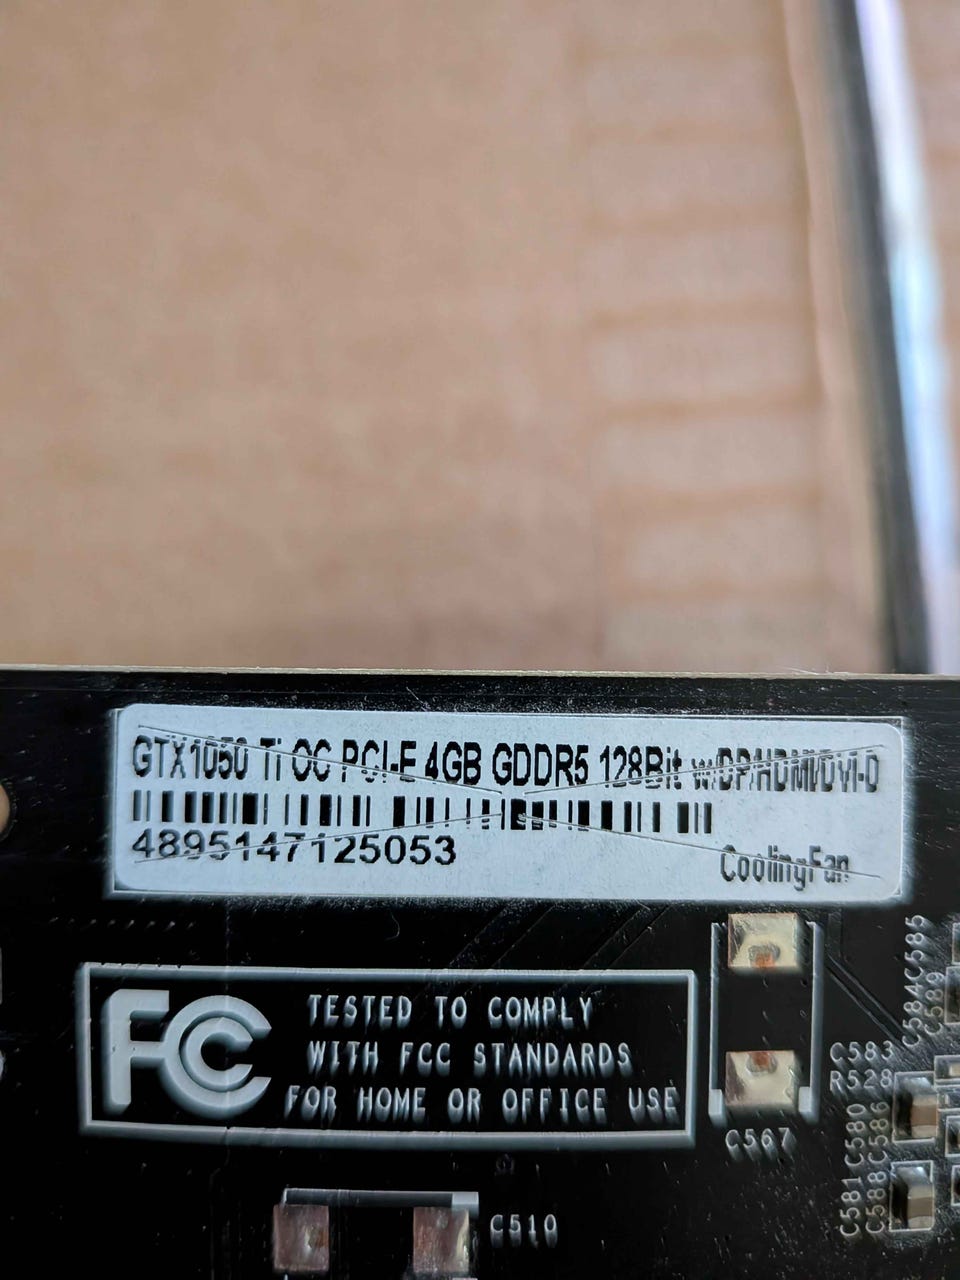 GTX1050 Ti OC PCI-E 4GB GDDR5 128Bit w/DP/HDMI/DVI-D
4895147125053
CoolingFan
FC
TESTED TO COMPLY
WITH FCC STANDARDS
FOR HOME OR OFFICE USE
C567
C510
C585
C584
C589
C583
R528
C580
C586
C581
C588